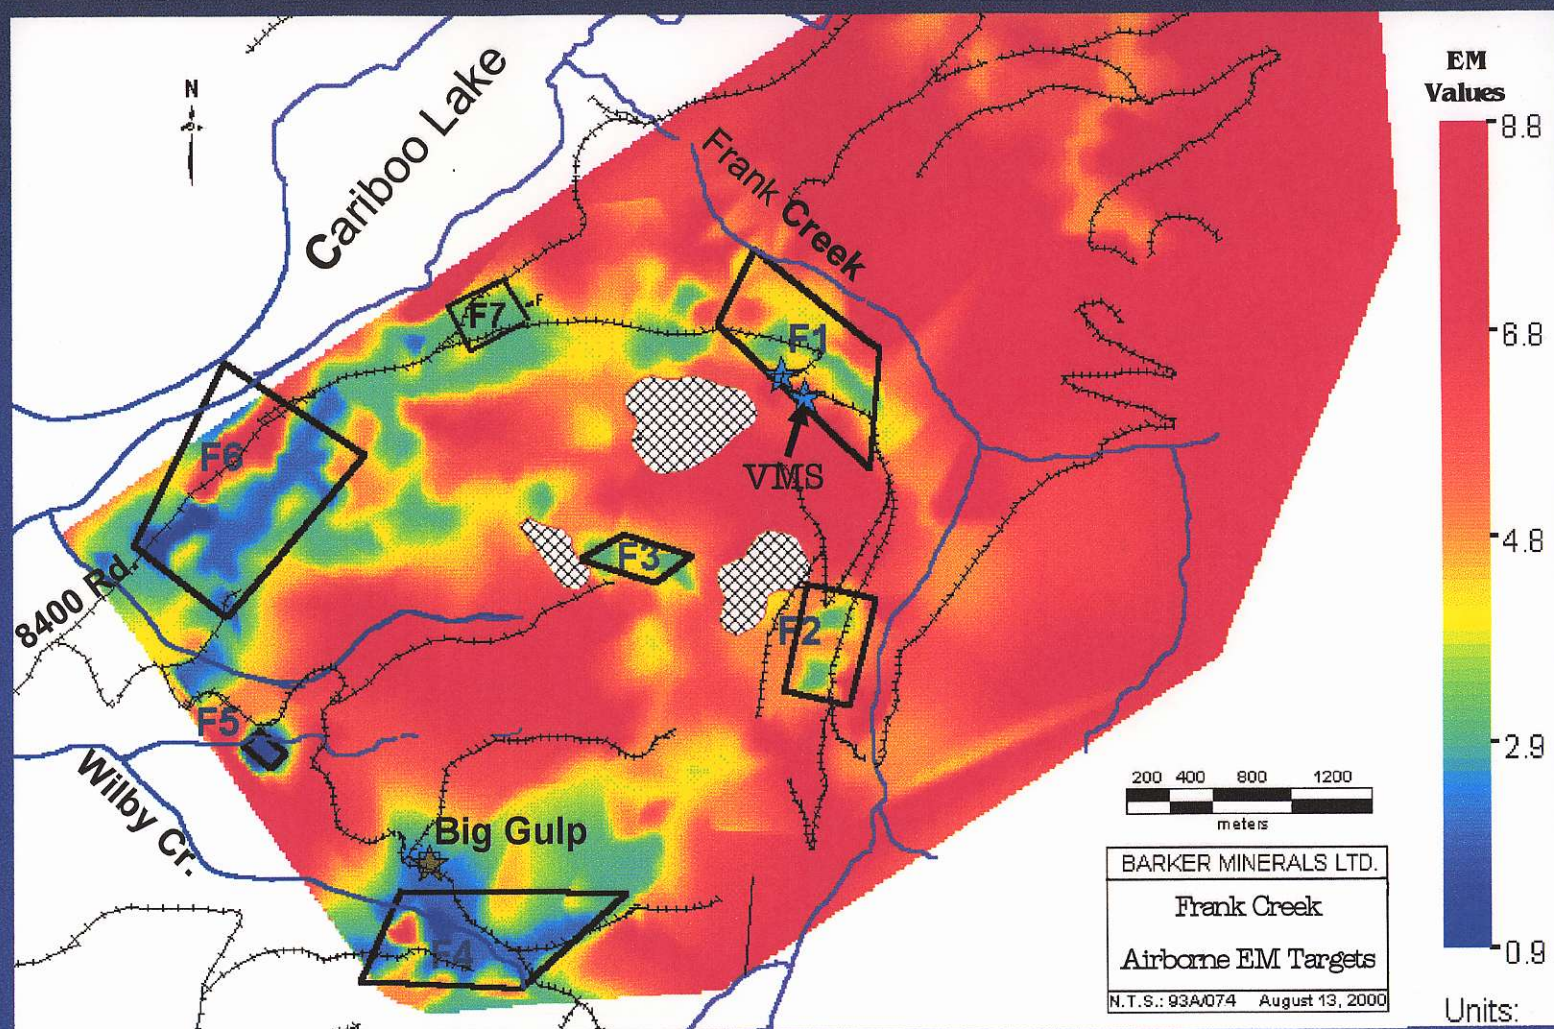 N
Cariboo Lake
Frank Creek
EM
Values
8.8
6.8
4.8
2.9
0.9
Units:
F7
F
F1
VMS
F6
F3
F2
8400 Rd.
F5
Wilby Cr.
Big Gulp
F4
200 400 800 1200
meters
BARKER MINERALS LTD.
Frank Creek
Airborne EM Targets
N.T.S.: 93A/074 August 13, 2000